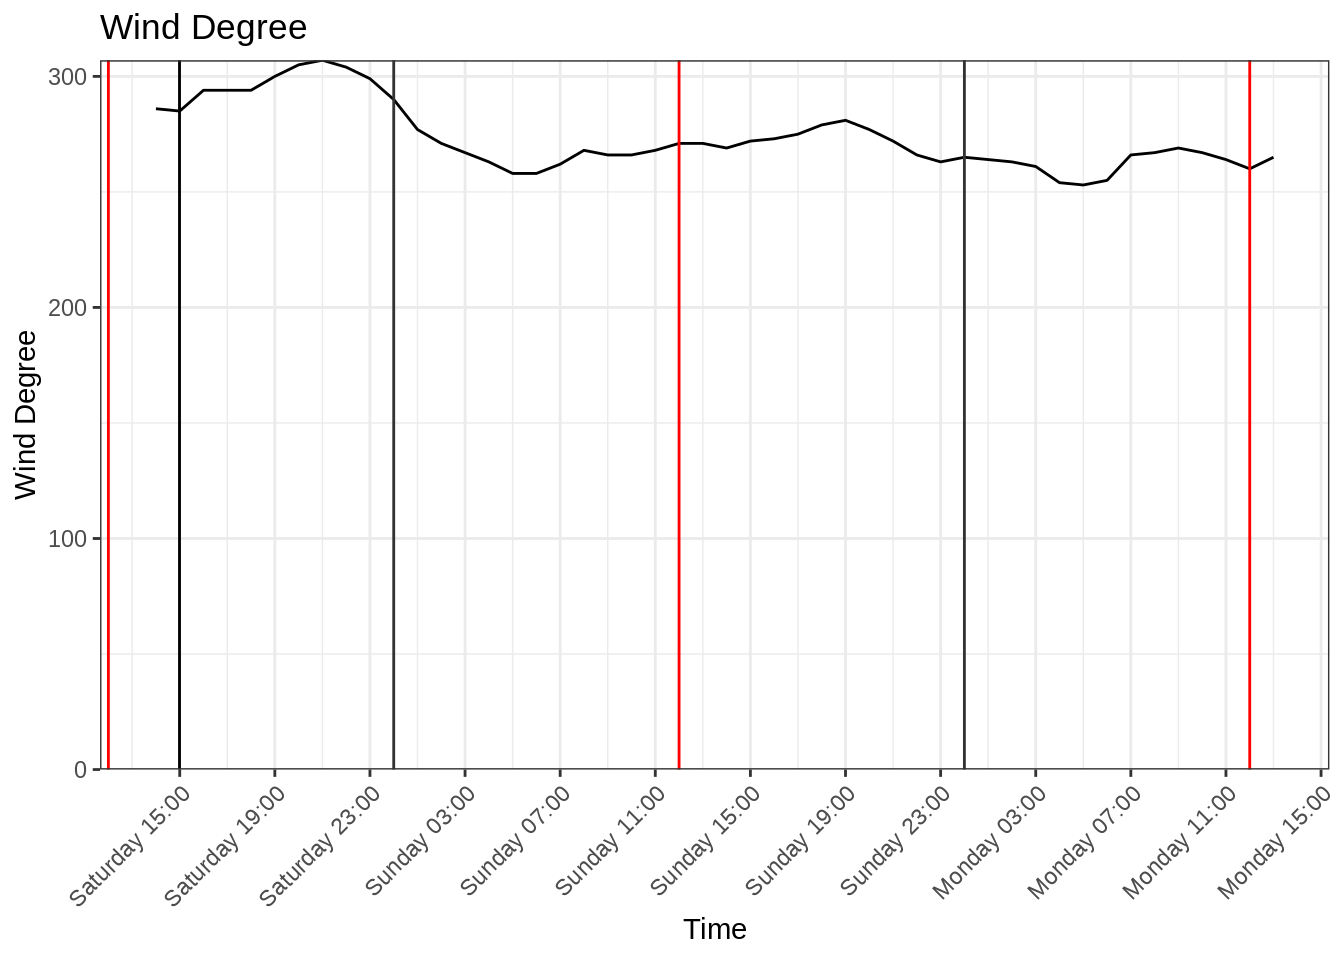 Wind Degree
Wind Degree
300
200
100
0
Saturday 15:00
Saturday 19:00
Saturday 23:00
Sunday 03:00
Sunday 07:00
Sunday 11:00
Sunday 15:00
Sunday 19:00
Sunday 23:00
Monday 03:00
Monday 07:00
Monday 11:00
Monday 15:00
Time